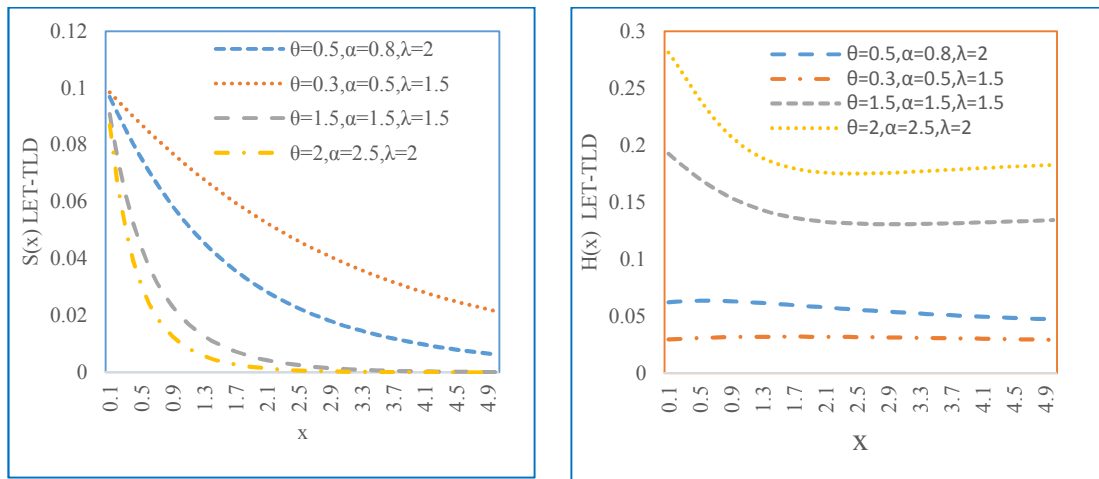 0.12
0.1
0.08
0.06
0.04
0.02
0
S(x) LET-TLD
θ=0.5,α=0.8,λ=2
θ=0.3,α=0.5,λ=1.5
θ=1.5,α=1.5,λ=1.5
θ=2,α=2.5,λ=2
0.1 0.5 0.9 1.3 1.7 2.1 2.5 2.9 3.3 3.7 4.1 4.5 4.9
x
0.3
0.25
0.2
0.15
0.1
0.05
0
H(x) LET-TLD
θ=0.5,α=0.8,λ=2
θ=0.3,α=0.5,λ=1.5
θ=1.5,α=1.5,λ=1.5
θ=2,α=2.5,λ=2
0.1 0.5 0.9 1.3 1.7 2.1 2.5 2.9 3.3 3.7 4.1 4.5 4.9
x